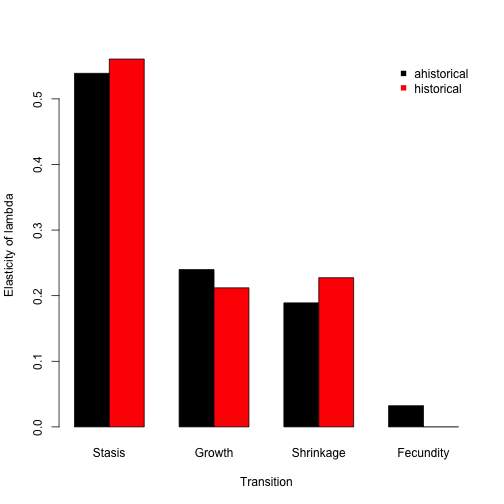 ahistorical
historical
Elasticity of lambda
0.5
0.4
0.3
0.2
0.1
0.0
Stasis Growth Shrinkage Fecundity
Transition